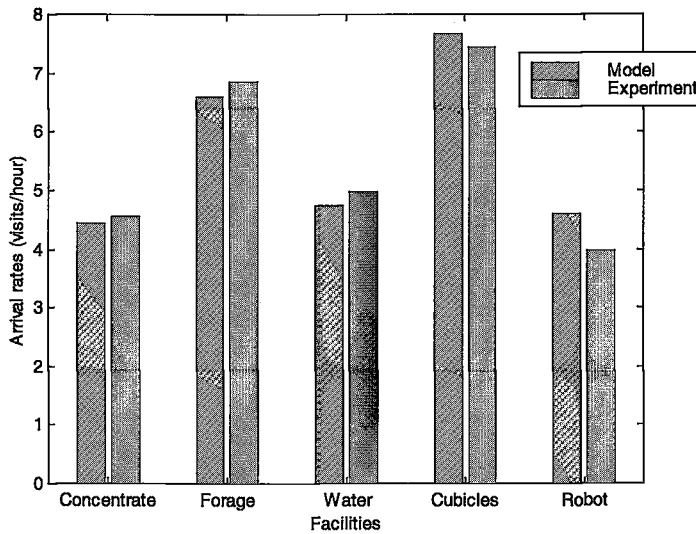 8
7
6
5
4
3
2
1
0
Arrival rates (visits/hour)
Model
Experiment
Concentrate Forage Water Cubicles Robot
Facilities